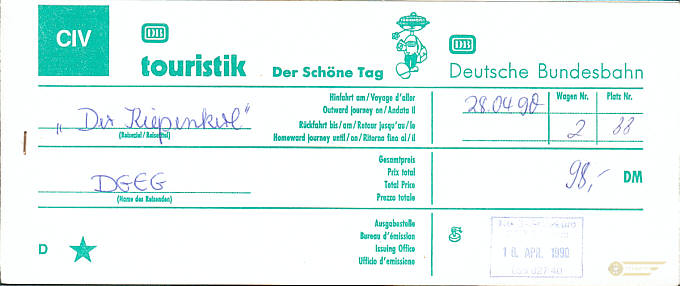 CIV
DB
touristik
Der Schöne Tag
DB
Deutsche Bundesbahn
Hinfahrt am/Voyage d'aller
Outward journey on/Andata il
28.04.90
Wagen Nr.
Platz Nr.
„Der Kiepenkerl“
(Reiseziel/Reisetitel)
Rückfahrt bis/am/Retour jusqu'au/le
Homeward journey until/on/Ritorno fino al/il
2
33
DGEG
(Name des Reisenden)
Gesamtpreis
Prix total
Total Price
Prezzo totale
98,-
DM
D
Ausgabestelle
Bureau d'émission
Issuing Office
Ufficio d'emissione
S
18. APR. 1990